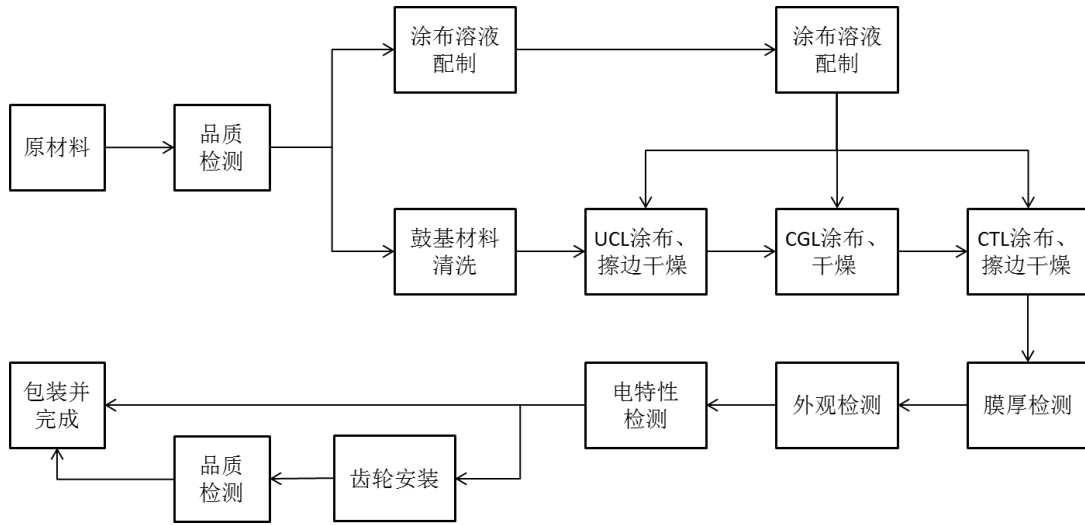 涂布溶液
配制
涂布溶液
配制
原材料
品质
检测
鼓基材料
清洗
UCL涂布、
擦边干燥
CGL涂布、
干燥
CTL涂布、
擦边干燥
包装并
完成
电特性
检测
外观检测
膜厚检测
品质
检测
齿轮安装